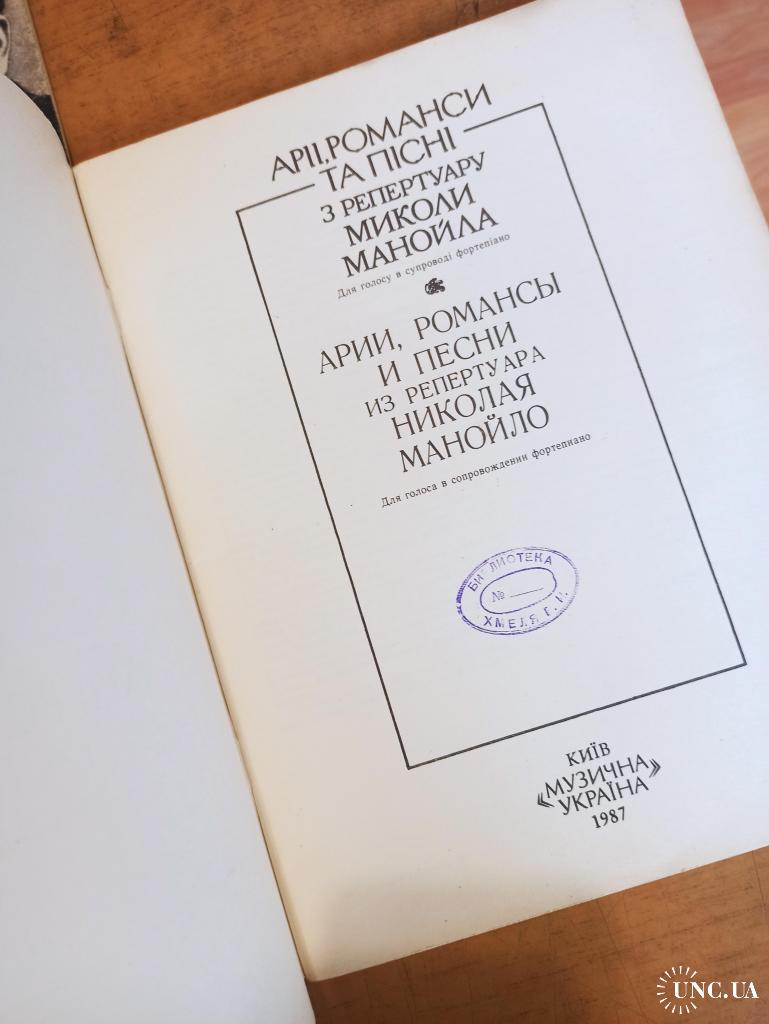 АРІЇ, РОМАНСИ
ТА ПІСНІ
З РЕПЕРТУАРУ
МИКОЛИ
МАНОЙЛА
Для голосу в супроводі фортепіано
АРИИ, РОМАНСЫ
И ПЕСНИ
ИЗ РЕПЕРТУАРА
НИКОЛАЯ
МАНОЙЛО
Для голоса в сопровождении фортепиано
БИБЛИОТЕКА
№
ХМЕЛЯ Г. И.
КИЇВ
«МУЗИЧНА
УКРАЇНА»
1987
UNC.UA